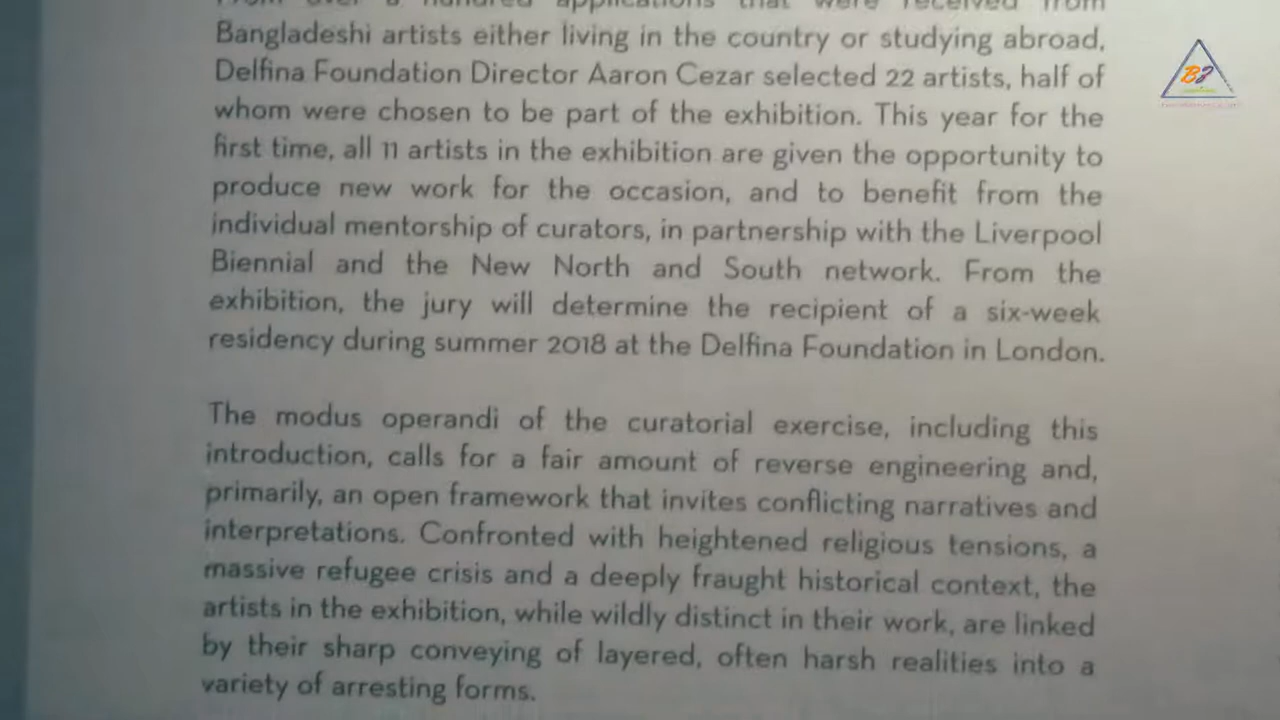 From over a hundred applications that were received from
Bangladeshi artists either living in the country or studying abroad,
Delfina Foundation Director Aaron Cezar selected 22 artists, half of
whom were chosen to be part of the exhibition. This year for the
first time, all 11 artists in the exhibition are given the opportunity to
produce new work for the occasion, and to benefit from the
individual mentorship of curators, in partnership with the Liverpool
Biennial and the New North and South network. From the
exhibition, the jury will determine the recipient of a six-week
residency during summer 2018 at the Delfina Foundation in London.
The modus operandi of the curatorial exercise, including this
introduction, calls for a fair amount of reverse engineering and,
primarily, an open framework that invites conflicting narratives and
interpretations. Confronted with heightened religious tensions, a
massive refugee crisis and a deeply fraught historical context, the
artists in the exhibition, while wildly distinct in their work, are linked
by their sharp conveying of layered, often harsh realities into a
variety of arresting forms.